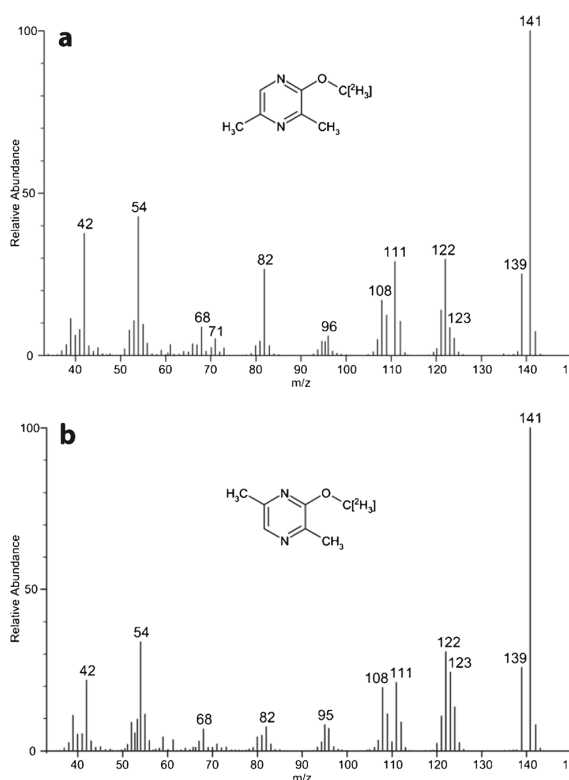 a
100
141
N
O
C[²H₃]
H₃C
N
CH₃
Relative Abundance
50
54
42
122
111
82
139
108
68
123
71
96
0
40 50 60 70 80 90 100 110 120 130 140
m/z
b
100
141
H₃C
N
O
C[²H₃]
N
CH₃
Relative Abundance
50
54
122
42
123
139
108
111
68
82
95
0
40 50 60 70 80 90 100 110 120 130 140
m/z